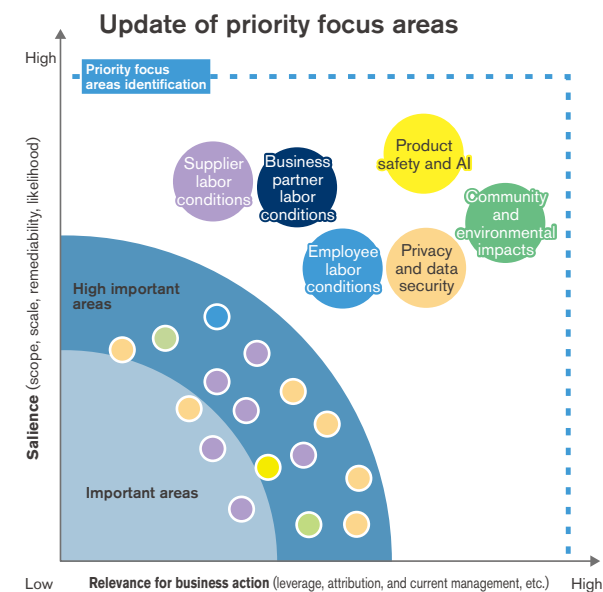 Update of priority focus areas
High
Priority focus
areas identification
Product
safety and AI
Supplier
labor
conditions
Business
partner
labor
conditions
Community
and
environmental
impacts
Employee
labor
conditions
Privacy
and data
security
High important
areas
Important areas
Salience (scope, scale, remediability, likelihood)
Low
Relevance for business action (leverage, attribution, and current management, etc.)
High